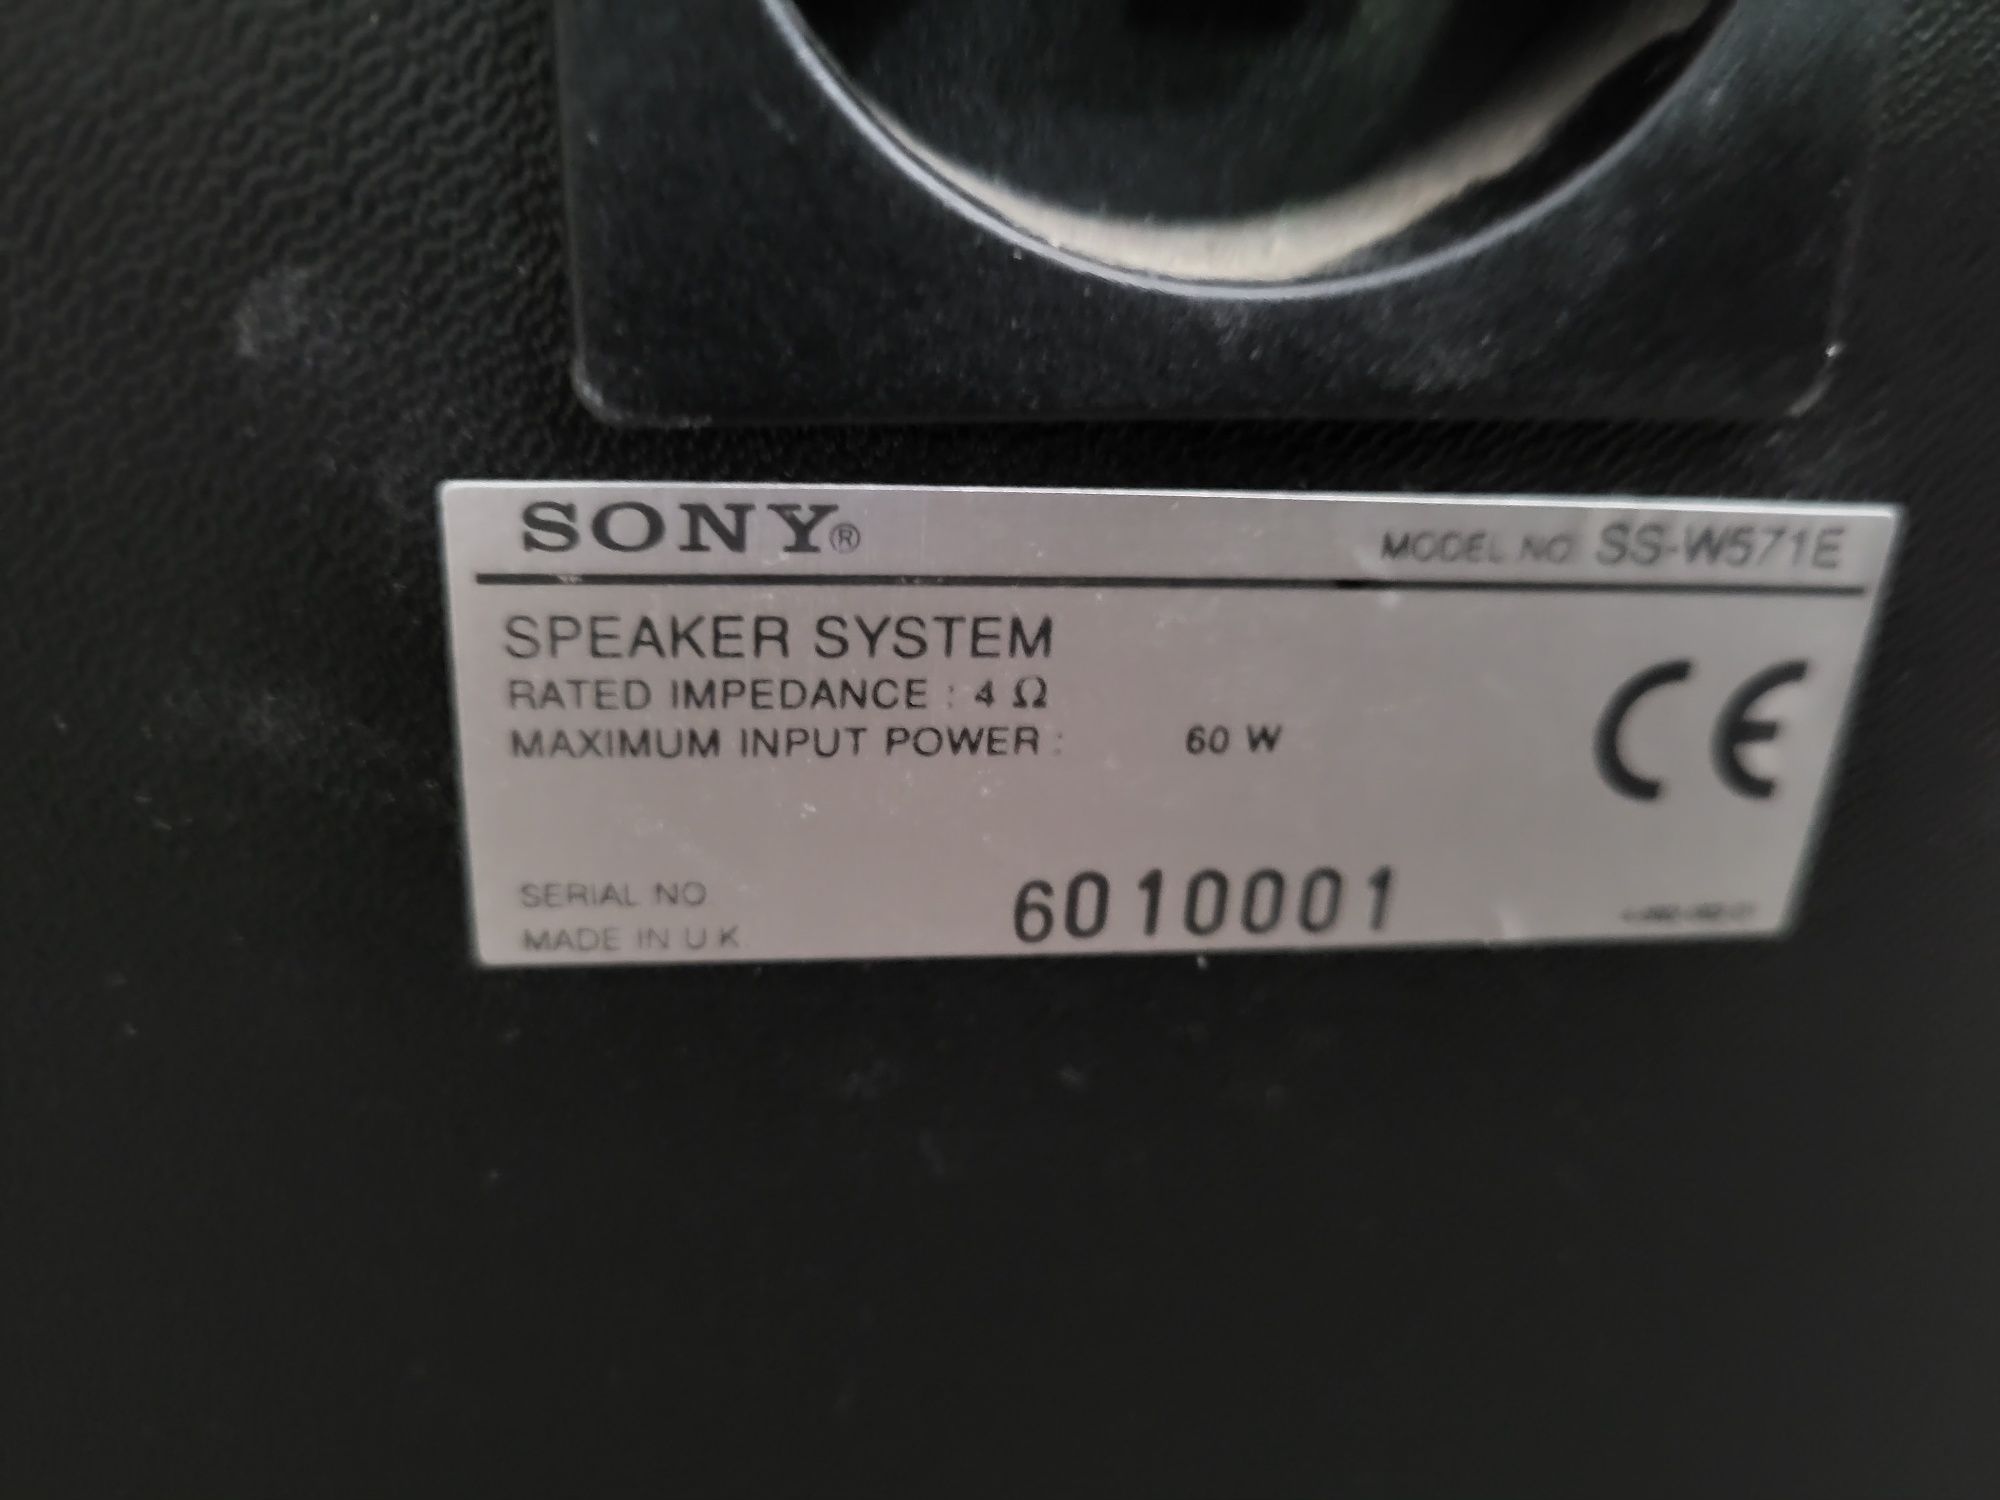 SONY®
MODEL NO. SS-W571E
SPEAKER SYSTEM
RATED IMPEDANCE : 4 Ω
MAXIMUM INPUT POWER : 60 W
CE
SERIAL NO. 6010001
MADE IN U.K.